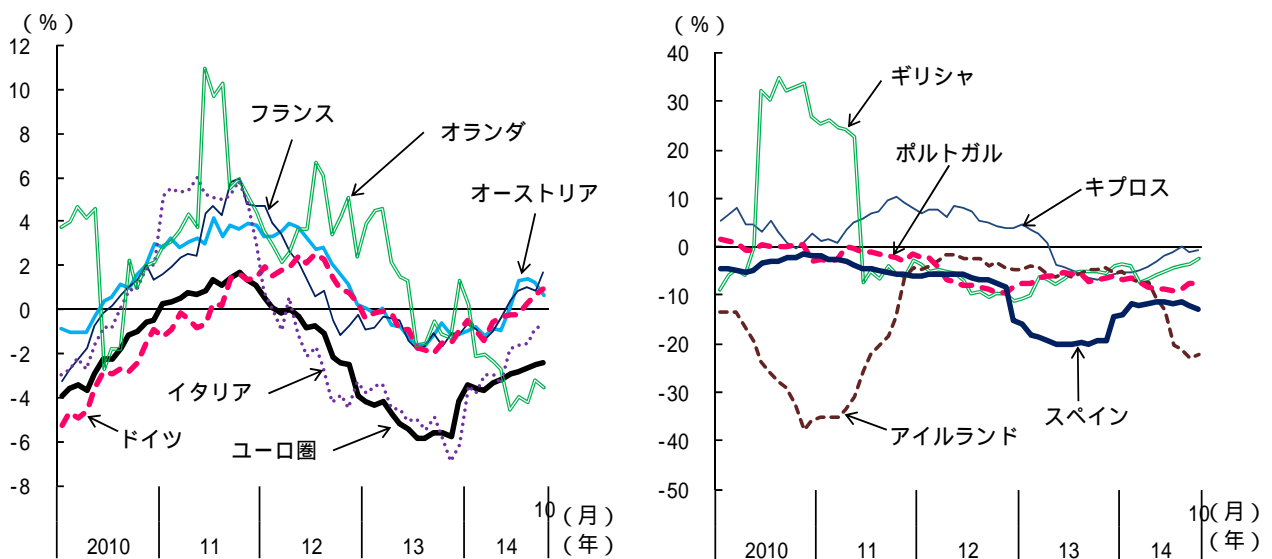 （％）
12
10
8
6
4
2
0
-2
-4
-6
-8
フランス
オランダ
オーストリア
イタリア
ドイツ
ユーロ圏
10（月）
2010 11 12 13 14（年）
（％）
40
30
20
10
0
-10
-20
-30
-40
-50
ギリシャ
ポルトガル
キプロス
スペイン
アイルランド
10（月）
2010 11 12 13 14（年）